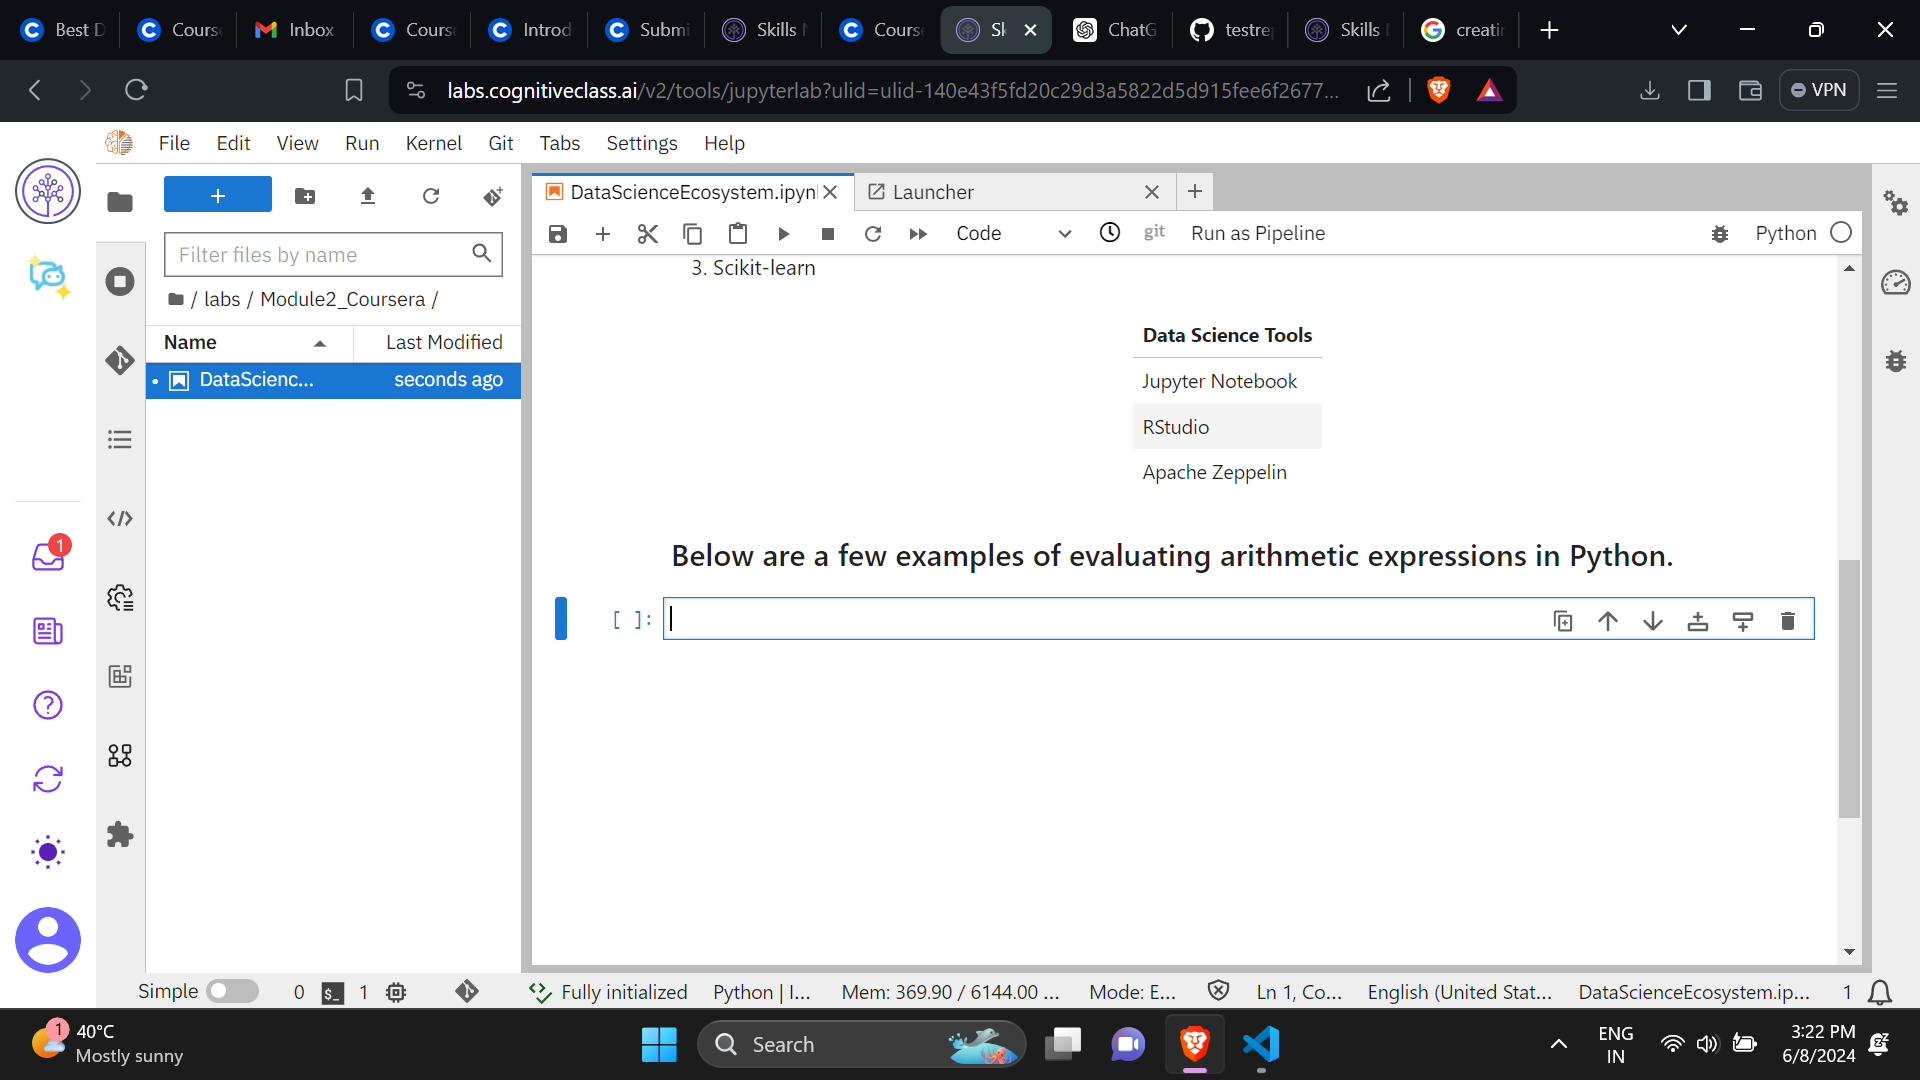 Best D
Cours
Inbox
Cours
Introd
Submi
Skills N
Cours
Sk
ChatG
testre
Skills
creatin
labs.cognitiveclass.ai/v2/tools/jupyterlab?ulid=ulid-140e43f5fd20c29d3a5822d5d915fee6f2677...
VPN
File Edit View Run Kernel Git Tabs Settings Help
DataScienceEcosystem.ipyn
Launcher
Code
git
Run as Pipeline
Python
Filter files by name
/ labs / Module2_Coursera /
Name
Last Modified
DataScienc...
seconds ago
3. Scikit-learn
Data Science Tools
Jupyter Notebook
RStudio
Apache Zeppelin
Below are a few examples of evaluating arithmetic expressions in Python.
[ ]:
1
Simple
0
$_
1
Fully initialized
Python | I...
Mem: 369.90 / 6144.00 ...
Mode: E...
Ln 1, Co...
English (United Stat...
DataScienceEcosystem.ip...
1
1
40°C
Mostly sunny
Search
ENG
IN
3:22 PM
6/8/2024